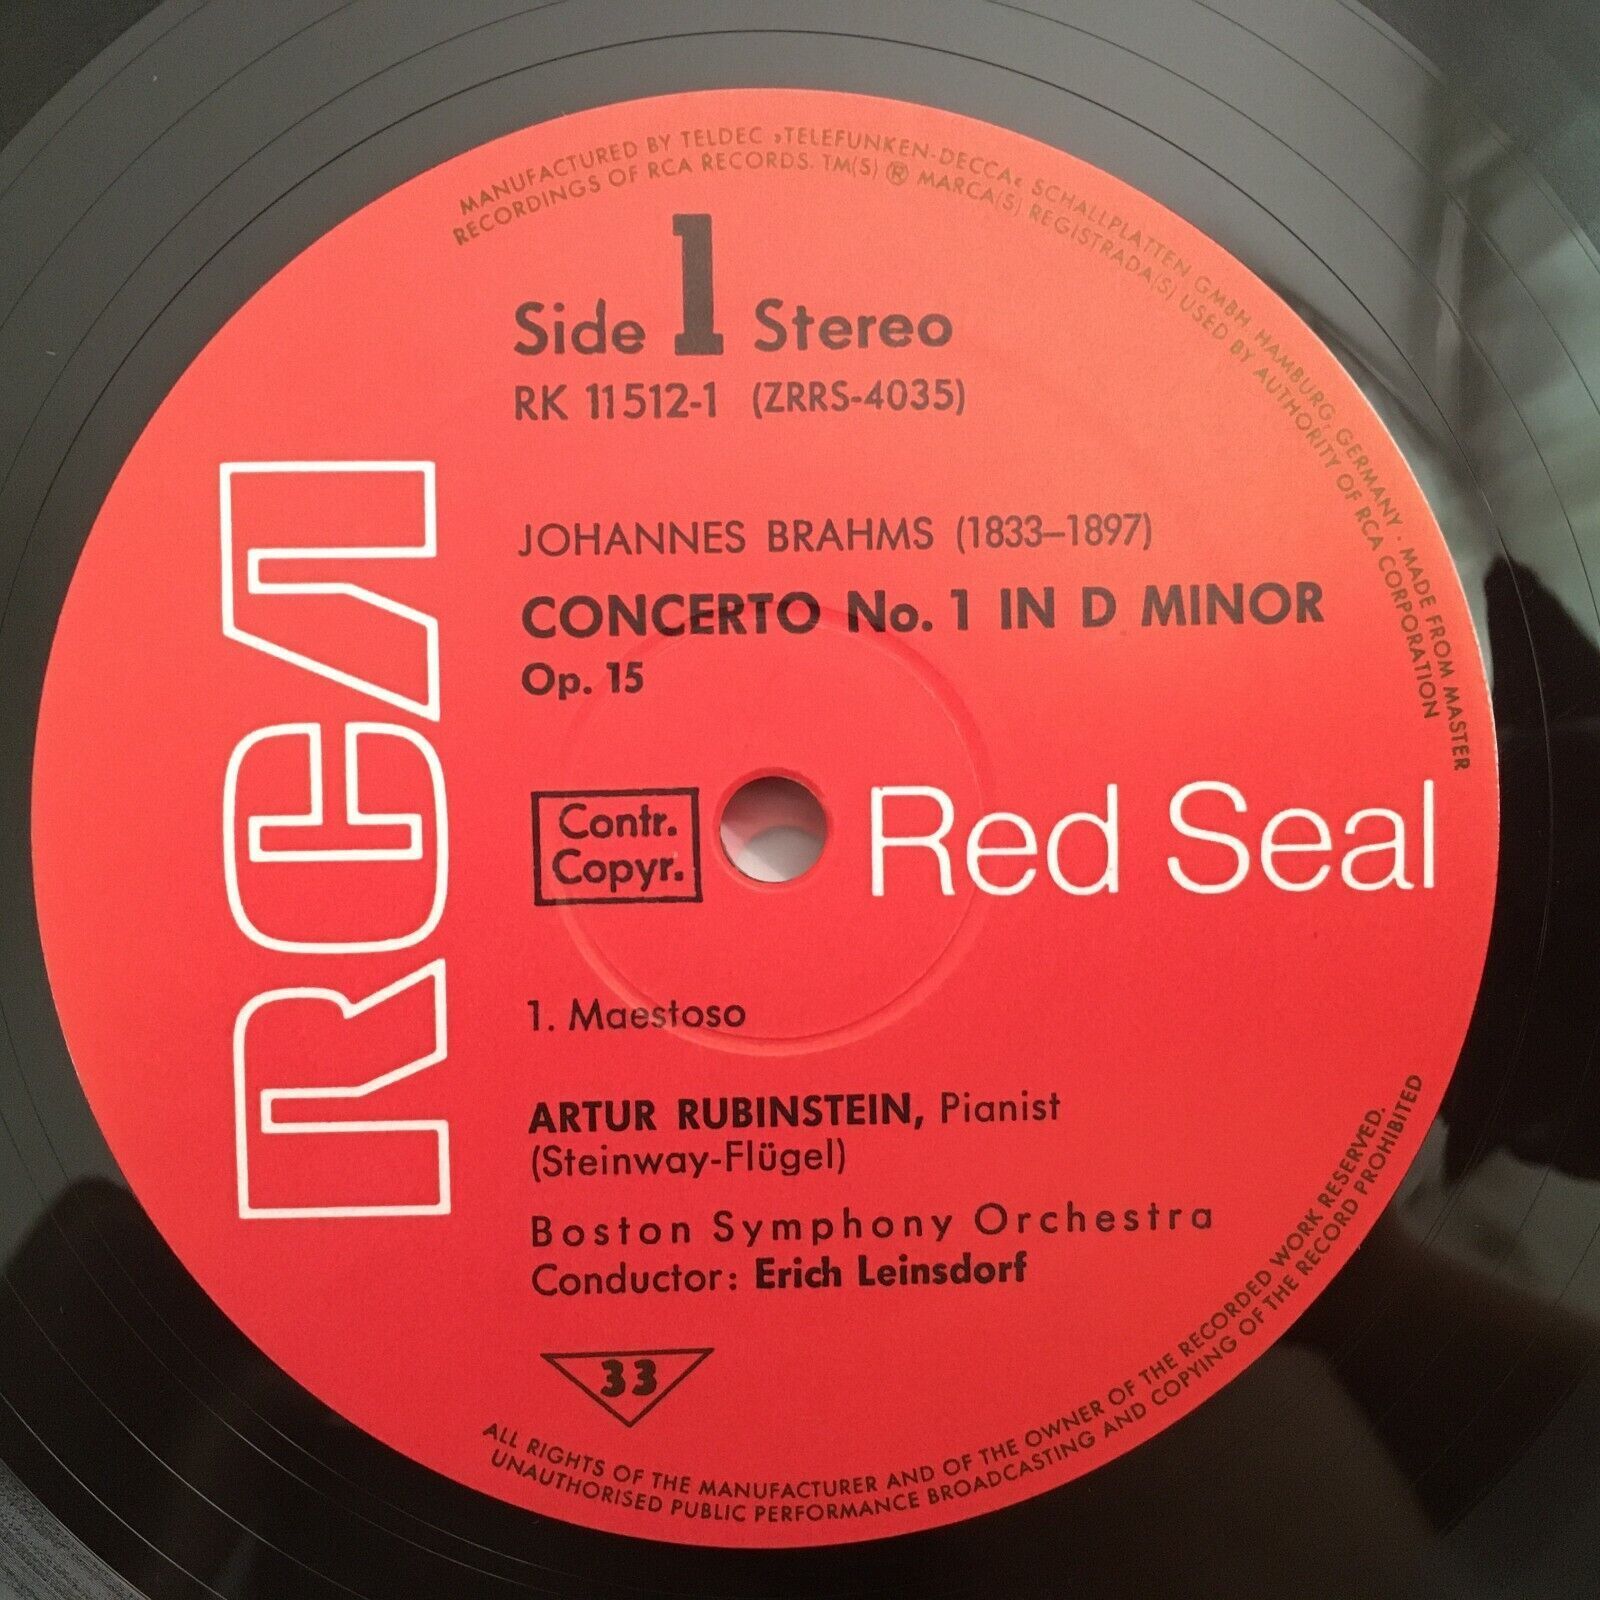 MANUFACTURED BY TELDEC »TELEFUNKEN-DECCA« SCHALLPLATTEN GMBH, HAMBURG, GERMANY · MADE FROM MASTER
RECORDINGS OF RCA RECORDS. TM(S) ® MARCA(S) REGISTRADA(S) USED BY AUTHORITY OF RCA CORPORATION
Side 1 Stereo
RK 11512-1 (ZRRS-4035)
JOHANNES BRAHMS (1833–1897)
CONCERTO No. 1 IN D MINOR
Op. 15
RCA
Contr.
Copyr.
Red Seal
1. Maestoso
ARTUR RUBINSTEIN, Pianist
(Steinway-Flügel)
Boston Symphony Orchestra
Conductor: Erich Leinsdorf
33
ALL RIGHTS OF THE MANUFACTURER AND OF THE OWNER OF THE RECORDED WORK RESERVED.
UNAUTHORISED PUBLIC PERFORMANCE BROADCASTING AND COPYING OF THE RECORD PROHIBITED